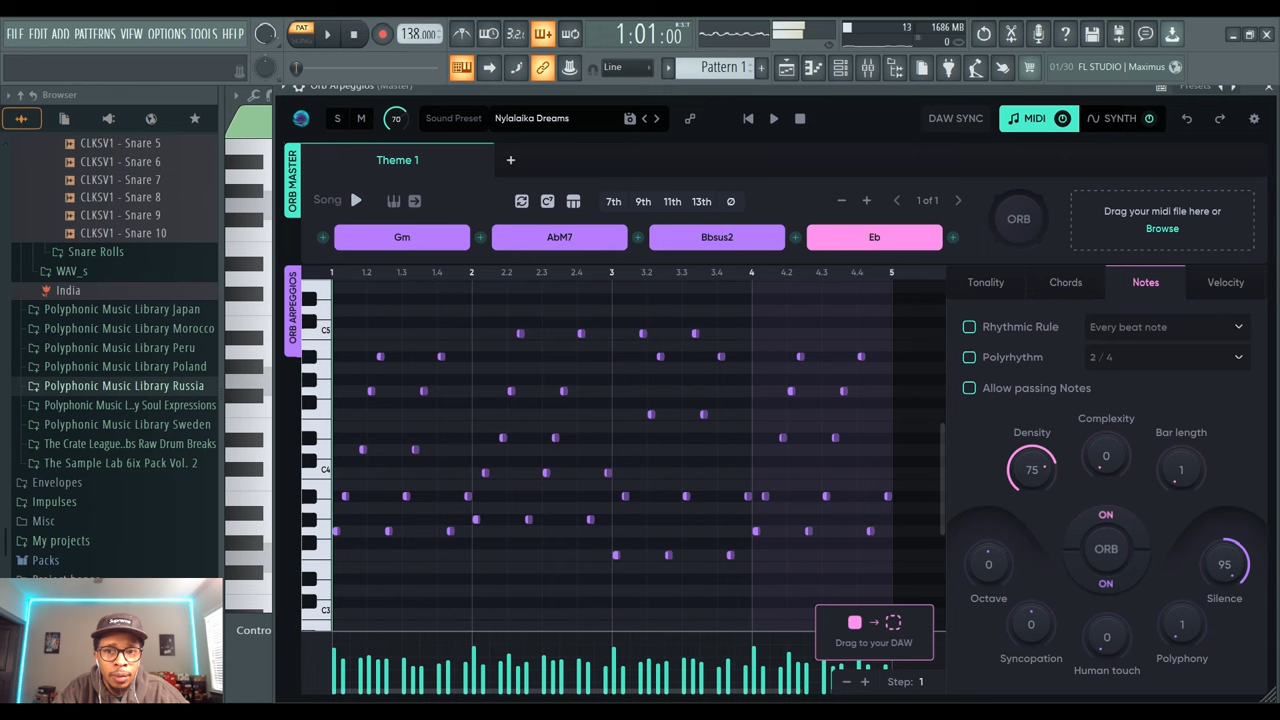 FILE EDIT ADD PATTERNS VIEW OPTIONS TOOLS HELP
PAT
138.000
3.2.
1:01:00
B:S:T
13
1686 MB
0
Line
Pattern 1
01/30 FL STUDIO | Maximus
Browser
Orb Arpeggios (Master)
Presets
CLKSV1 - Snare 5
CLKSV1 - Snare 6
CLKSV1 - Snare 7
CLKSV1 - Snare 8
CLKSV1 - Snare 9
CLKSV1 - Snare 10
Snare Rolls
WAV_s
India
Polyphonic Music Library Japan
Polyphonic Music Library Morocco
Polyphonic Music Library Peru
Polyphonic Music Library Poland
Polyphonic Music Library Russia
Polyphonic Music L...y Soul Expressions
Polyphonic Music Library Sweden
The Crate League..bs Raw Drum Breaks
The Sample Lab 6ix Pack Vol. 2
Envelopes
Impulses
Misc
My projects
Packs
Contro
S M 70 Sound Preset Nylalaika Dreams
DAW SYNC MIDI SYNTH
ORB MASTER
Theme 1 +
Song
7th 9th 11th 13th Ø
1 of 1
Gm AbM7 Bbsus2 Eb
ORB
Drag your midi file here or
Browse
ORB ARPEGGIOS
1 1.2 1.3 1.4 2 2.2 2.3 2.4 3 3.2 3.3 3.4 4 4.2 4.3 4.4 5
C5
C4
C3
Tonality Chords Notes Velocity
Rhythmic Rule Every beat note
Polyrhythm 2 / 4
Allow passing Notes
Density Complexity Bar length
75 0 1
ON
ORB
ON
0 95
Octave Silence
0 0 1
Syncopation Human touch Polyphony
Drag to your DAW
Step: 1